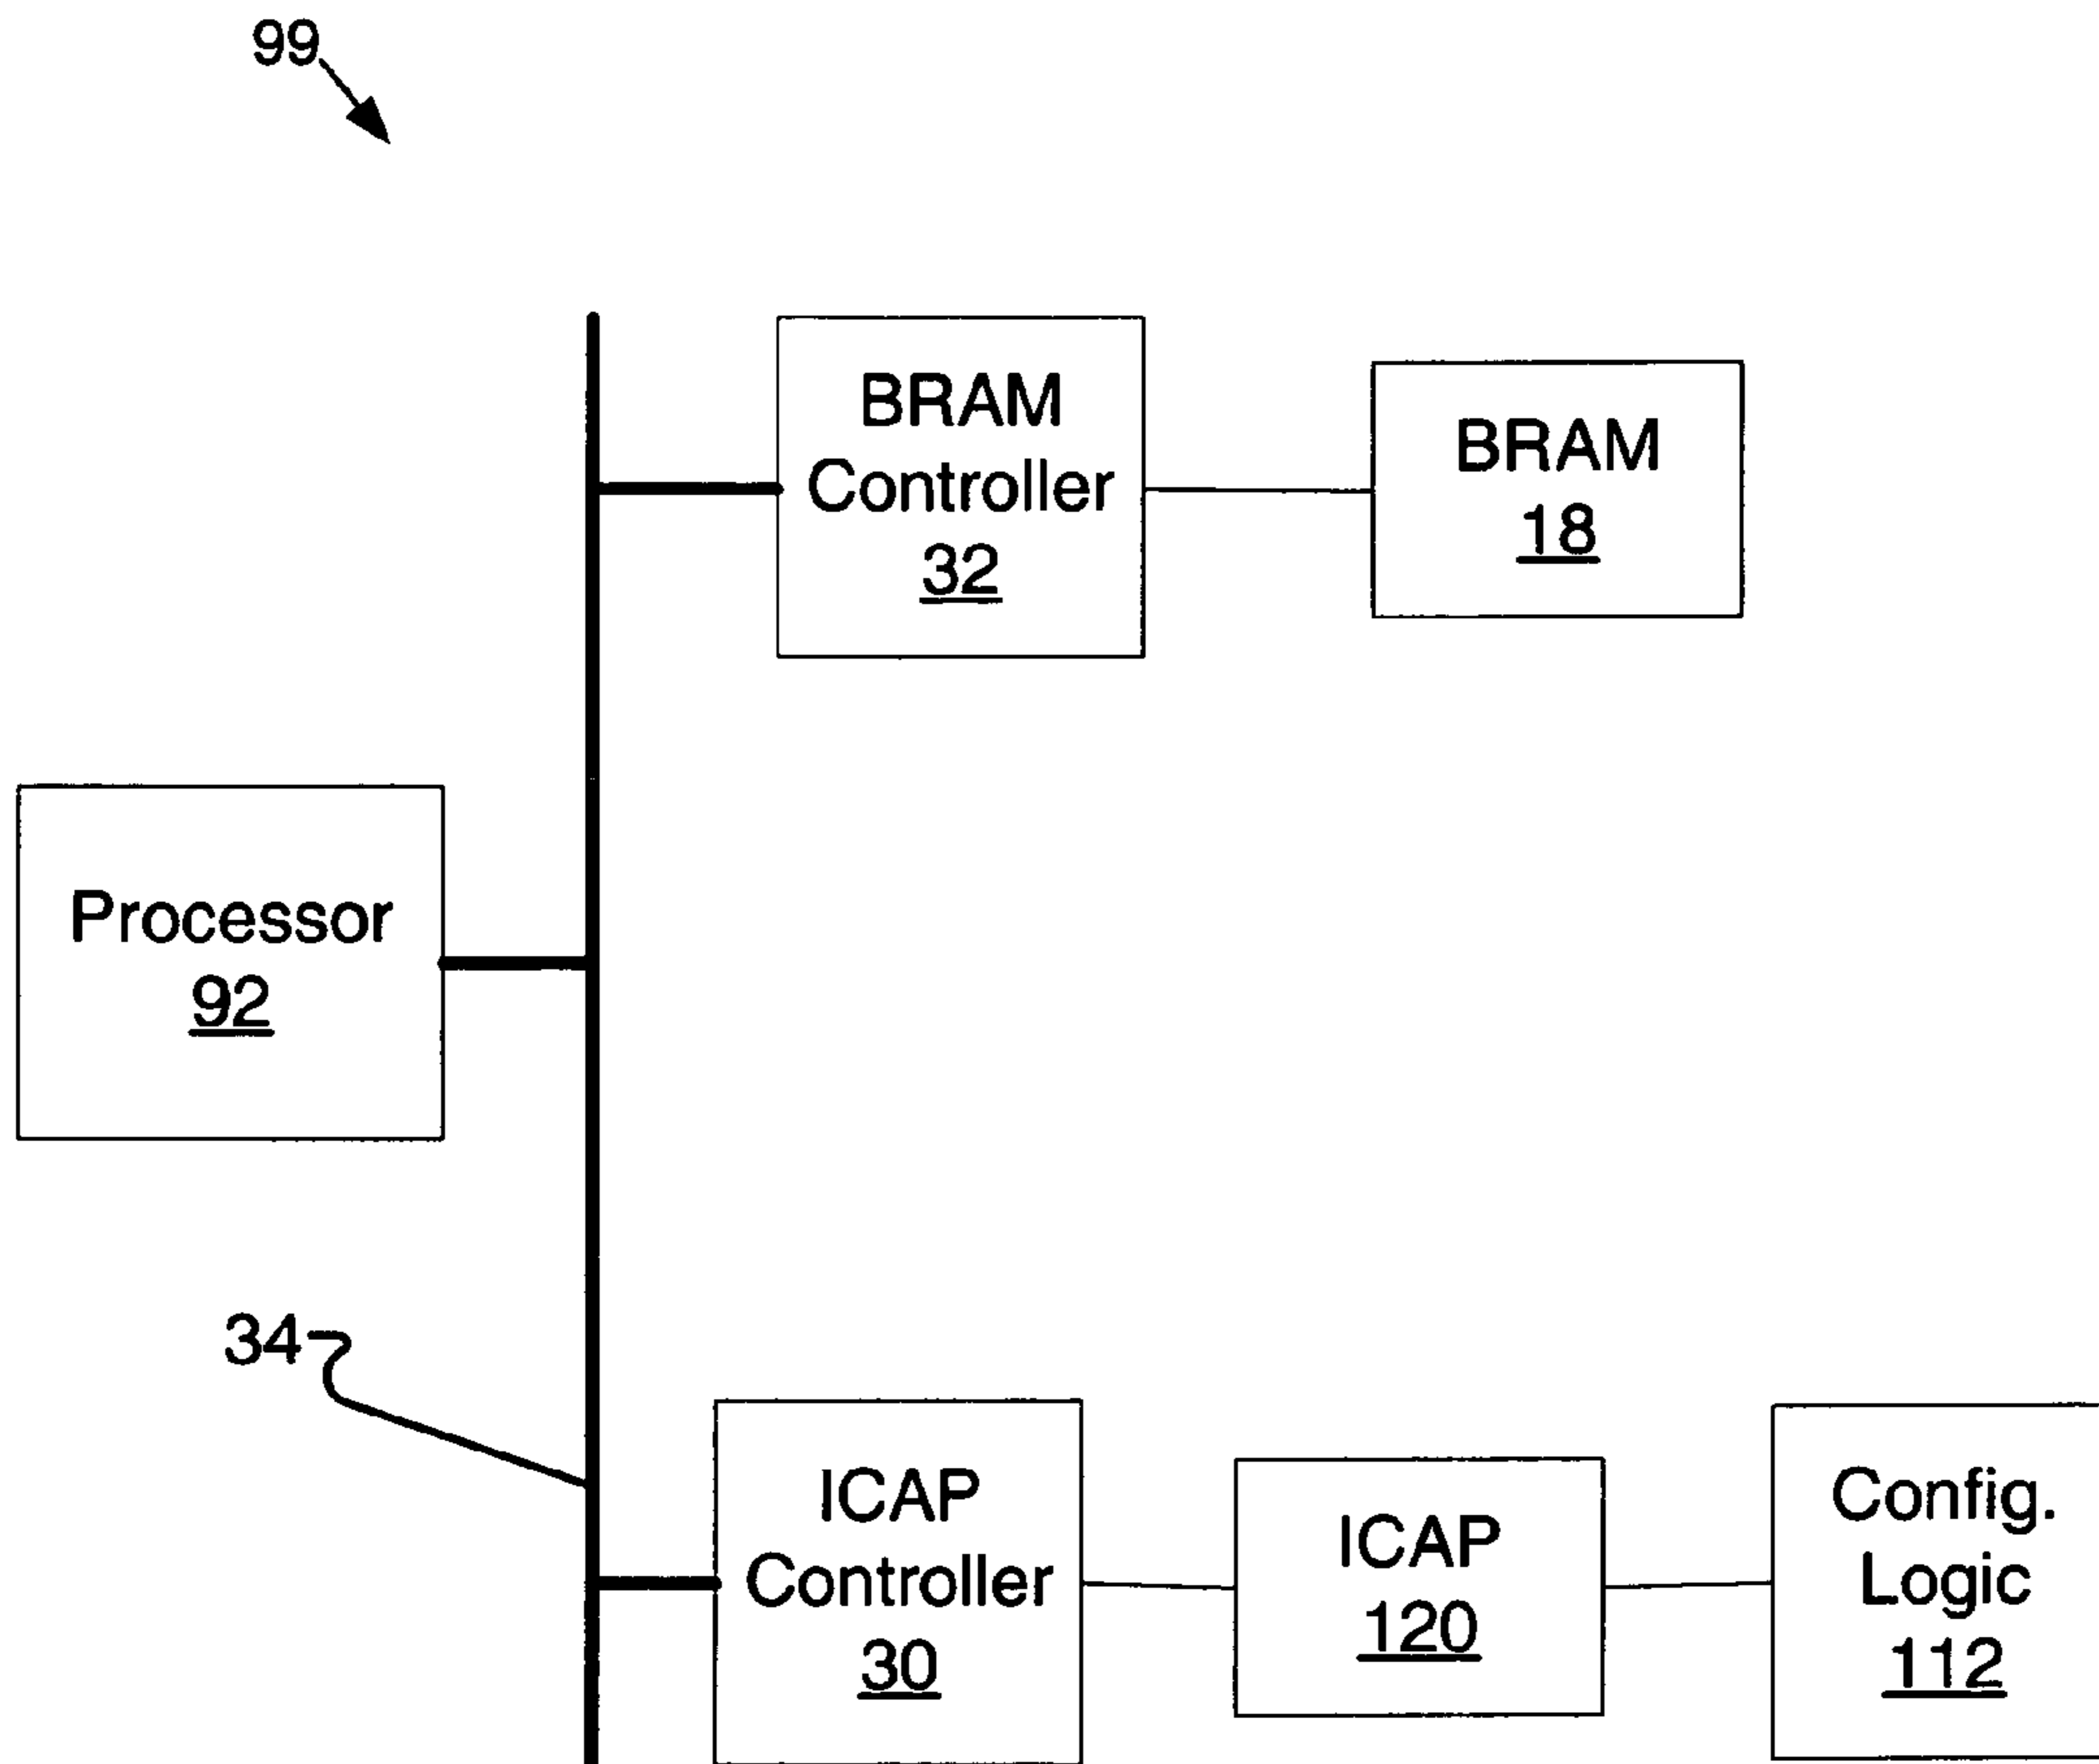 99
BRAM
Controller
32
BRAM
18
Processor
92
34
ICAP
Controller
30
ICAP
120
Config.
Logic
112